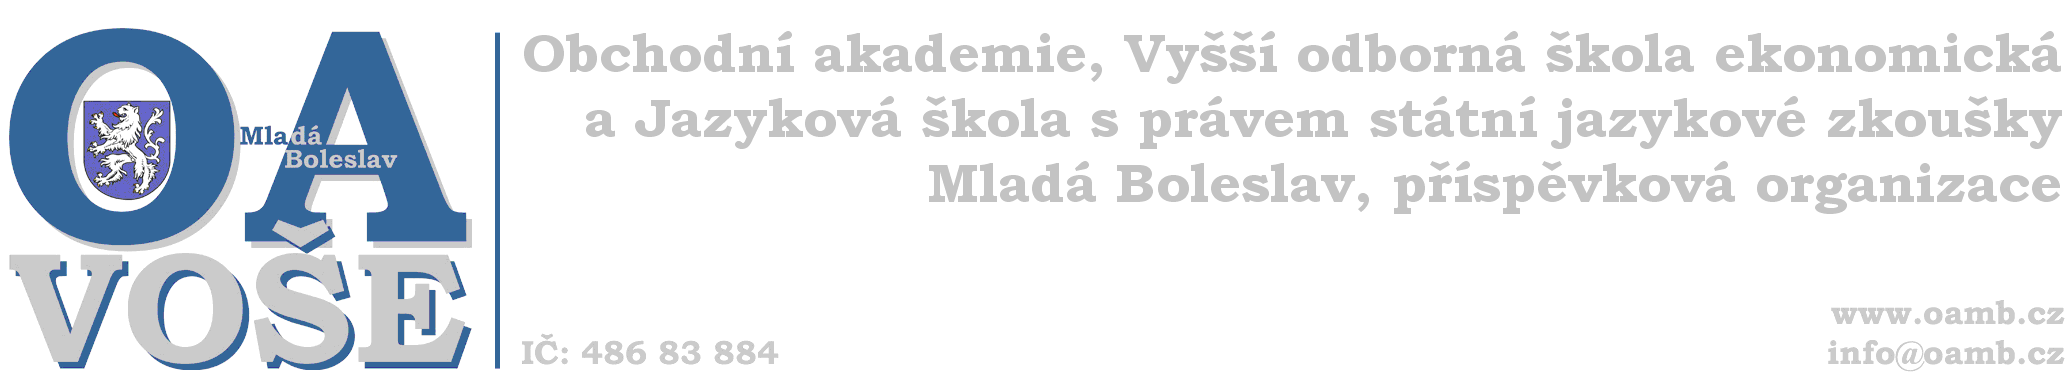 OA
Mladá
Boleslav
VOŠE
Obchodní akademie, Vyšší odborná škola ekonomická
a Jazyková škola s právem státní jazykové zkoušky
Mladá Boleslav, příspěvková organizace
www.oamb.cz
IČ: 486 83 884
info@oamb.cz